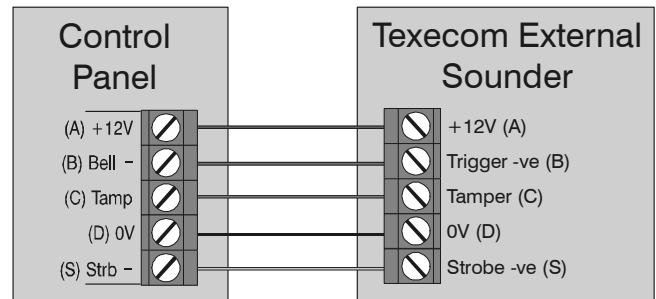 Control
Panel
(A) +12V
(B) Bell -
(C) Tamp
(D) 0V
(S) Strb -
Texecom External
Sounder
+12V (A)
Trigger -ve (B)
Tamper (C)
0V (D)
Strobe -ve (S)